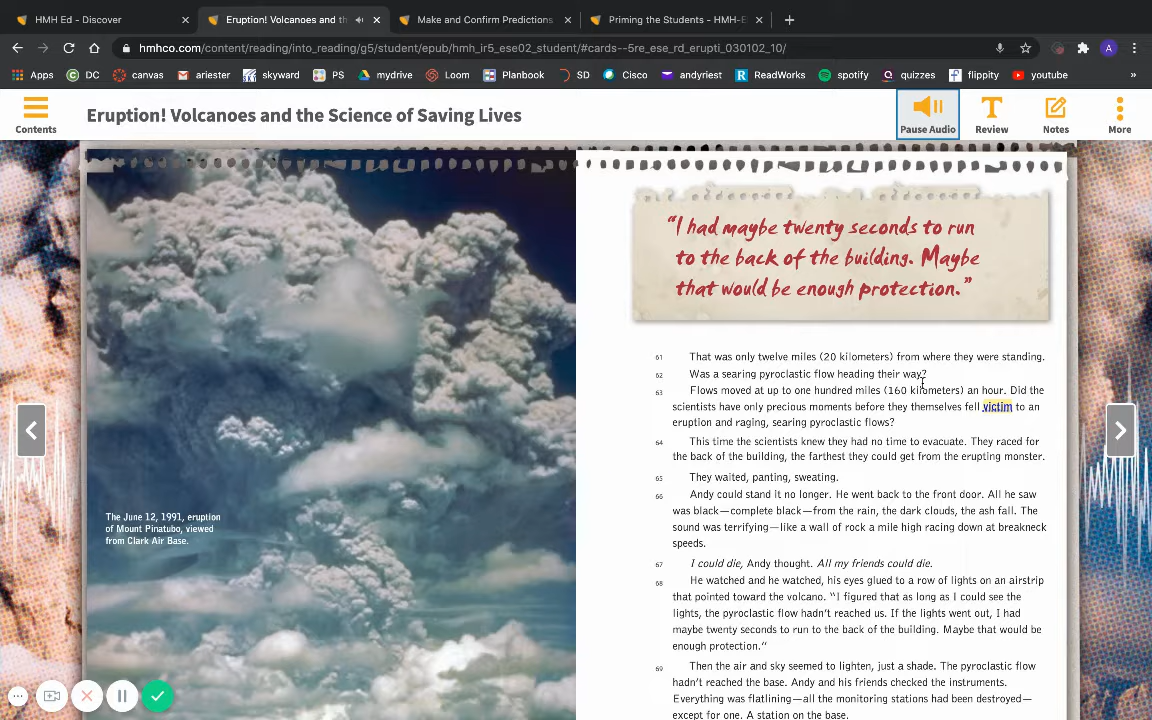 HMH Ed - Discover
Eruption! Volcanoes and th
Make and Confirm Predictions
Priming the Students - HMH-E
hmhco.com/content/reading/into_reading/g5/student/epub/hmh_ir5_ese02_student/#cards--5re_ese_rd_erupti_030102_10/
A
Apps DC canvas ariester skyward PS mydrive Loom Planbook SD Cisco andyriest ReadWorks spotify quizzes flippity youtube »
Contents
Eruption! Volcanoes and the Science of Saving Lives
Pause Audio
Review
Notes
More
"I had maybe twenty seconds to run
to the back of the building. Maybe
that would be enough protection."
The June 12, 1991, eruption
of Mount Pinatubo, viewed
from Clark Air Base.
61 That was only twelve miles (20 kilometers) from where they were standing.
62 Was a searing pyroclastic flow heading their way?
63 Flows moved at up to one hundred miles (160 kilometers) an hour. Did the
scientists have only precious moments before they themselves fell victim to an
eruption and raging, searing pyroclastic flows?
64 This time the scientists knew they had no time to evacuate. They raced for
the back of the building, the farthest they could get from the erupting monster.
65 They waited, panting, sweating.
66 Andy could stand it no longer. He went back to the front door. All he saw
was black—complete black—from the rain, the dark clouds, the ash fall. The
sound was terrifying—like a wall of rock a mile high racing down at breakneck
speeds.
67 I could die, Andy thought. All my friends could die.
68 He watched and he watched, his eyes glued to a row of lights on an airstrip
that pointed toward the volcano. "I figured that as long as I could see the
lights, the pyroclastic flow hadn't reached us. If the lights went out, I had
maybe twenty seconds to run to the back of the building. Maybe that would be
enough protection."
69 Then the air and sky seemed to lighten, just a shade. The pyroclastic flow
hadn't reached the base. Andy and his friends checked the instruments.
Everything was flatlining—all the monitoring stations had been destroyed—
except for one. A station on the base.